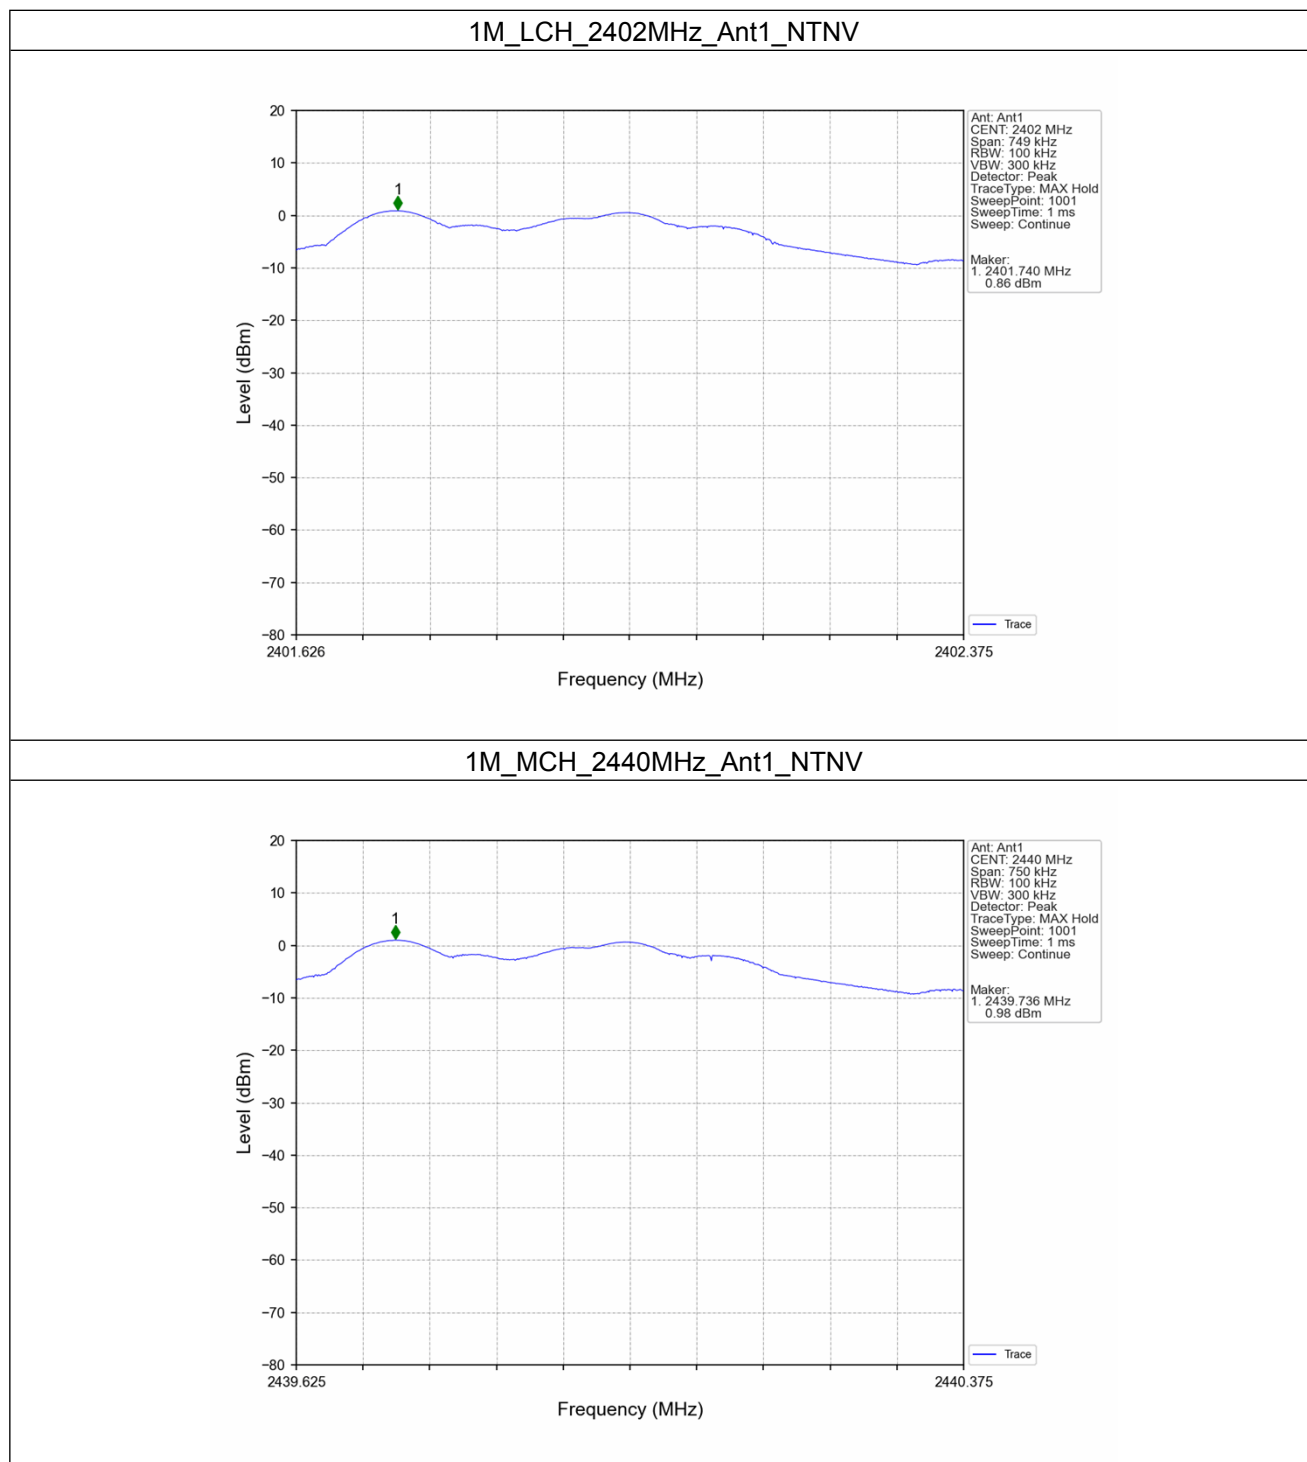 1M_LCH_2402MHz_Ant1_NTNV
20
10
0
−10
−20
−30
−40
−50
−60
−70
−80
Level (dBm)
1
2401.626
2402.375
Frequency (MHz)
Ant: Ant1
CENT: 2402 MHz
Span: 749 kHz
RBW: 100 kHz
VBW: 300 kHz
Detector: Peak
TraceType: MAX Hold
SweepPoint: 1001
SweepTime: 1 ms
Sweep: Continue
Maker:
1. 2401.740 MHz
0.86 dBm
Trace
1M_MCH_2440MHz_Ant1_NTNV
20
10
0
−10
−20
−30
−40
−50
−60
−70
−80
Level (dBm)
1
2439.625
2440.375
Frequency (MHz)
Ant: Ant1
CENT: 2440 MHz
Span: 750 kHz
RBW: 100 kHz
VBW: 300 kHz
Detector: Peak
TraceType: MAX Hold
SweepPoint: 1001
SweepTime: 1 ms
Sweep: Continue
Maker:
1. 2439.736 MHz
0.98 dBm
Trace